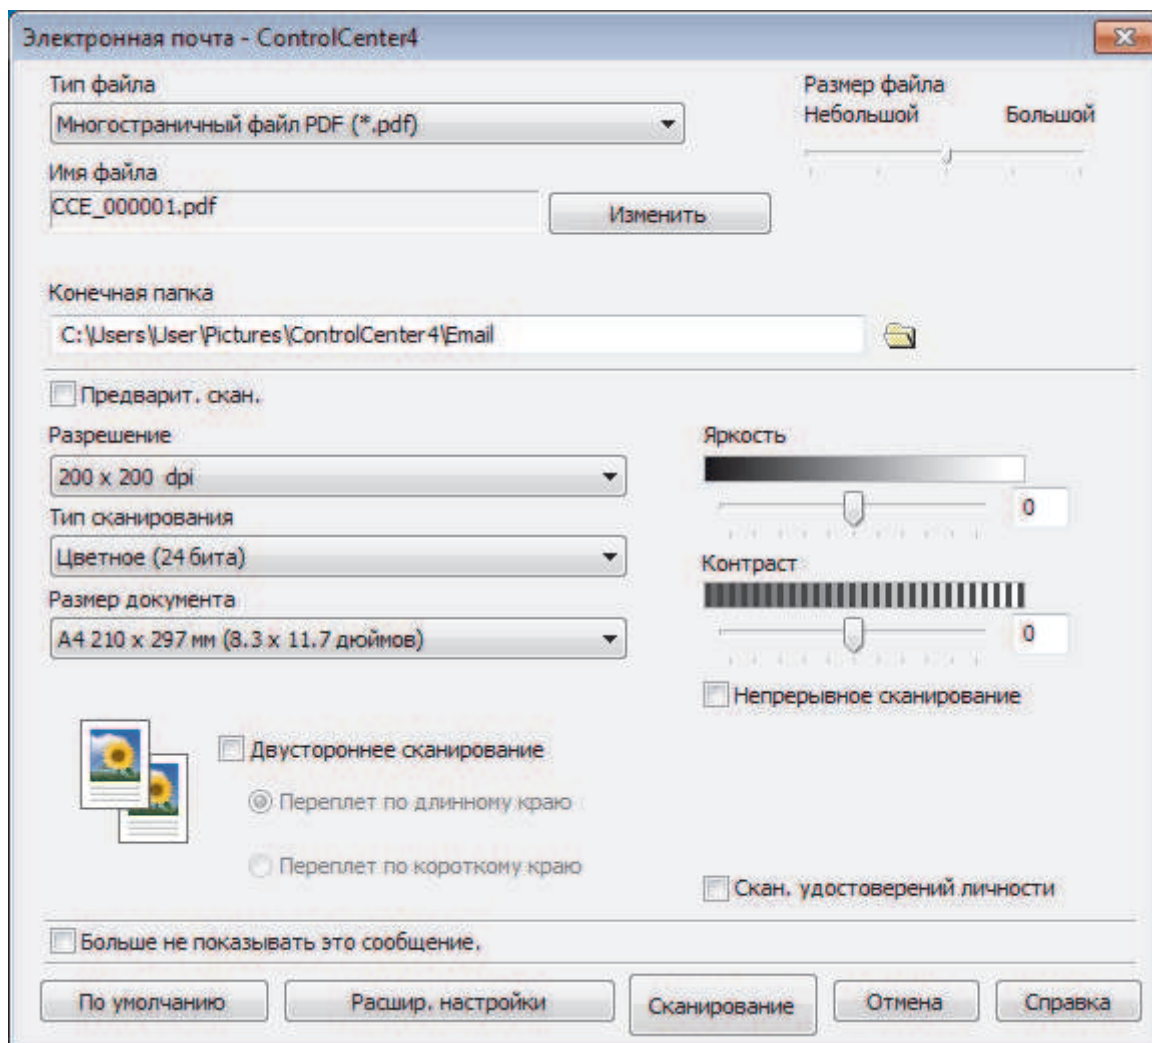 Электронная почта - ControlCenter4
Тип файла
Размер файла
Многостраничный файл PDF (*.pdf)
Небольшой Большой
Имя файла
CCE_000001.pdf
Изменить
Конечная папка
C:\Users\User\Pictures\ControlCenter4\Email
Предварит. скан.
Разрешение
Яркость
200 x 200 dpi
0
Тип сканирования
Цветное (24 бита)
Контраст
Размер документа
A4 210 x 297 мм (8.3 x 11.7 дюймов)
0
Непрерывное сканирование
Двустороннее сканирование
Переплет по длинному краю
Переплет по короткому краю
Скан. удостоверений личности
Больше не показывать это сообщение.
По умолчанию Расшир. настройки Сканирование Отмена Справка